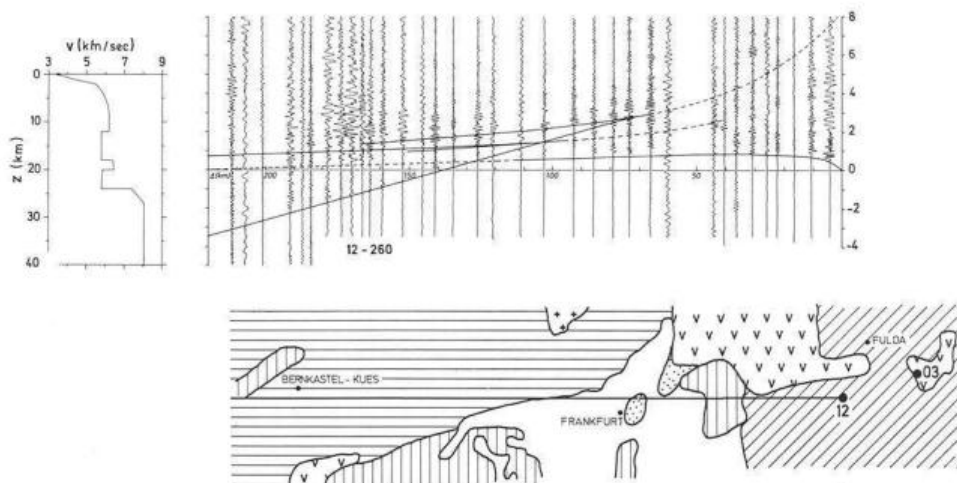 V (km/sec)
3 5 7 9
0
10
20
30
40
Z (km)
8
6
4
2
0
-2
-4
Δ(km) 200 150 100 50
12 - 260
FULDA
03
BERNKASTEL - KUES
12
FRANKFURT
V V V V V V
+ + + +